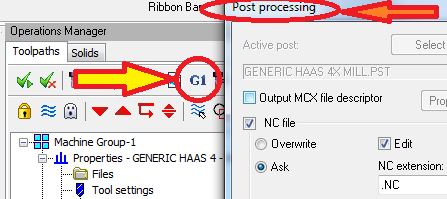 Ribbon Ba
Operations Manager
Toolpaths Solids
G1
Machine Group-1
Properties - GENERIC HAAS 4 -
Files
Tool settings
Post processing
Active post: Select
GENERIC HAAS 4X MILL.PST
Output MCX file descriptor Prop
NC file
Overwrite Edit
Ask NC extension:
.NC